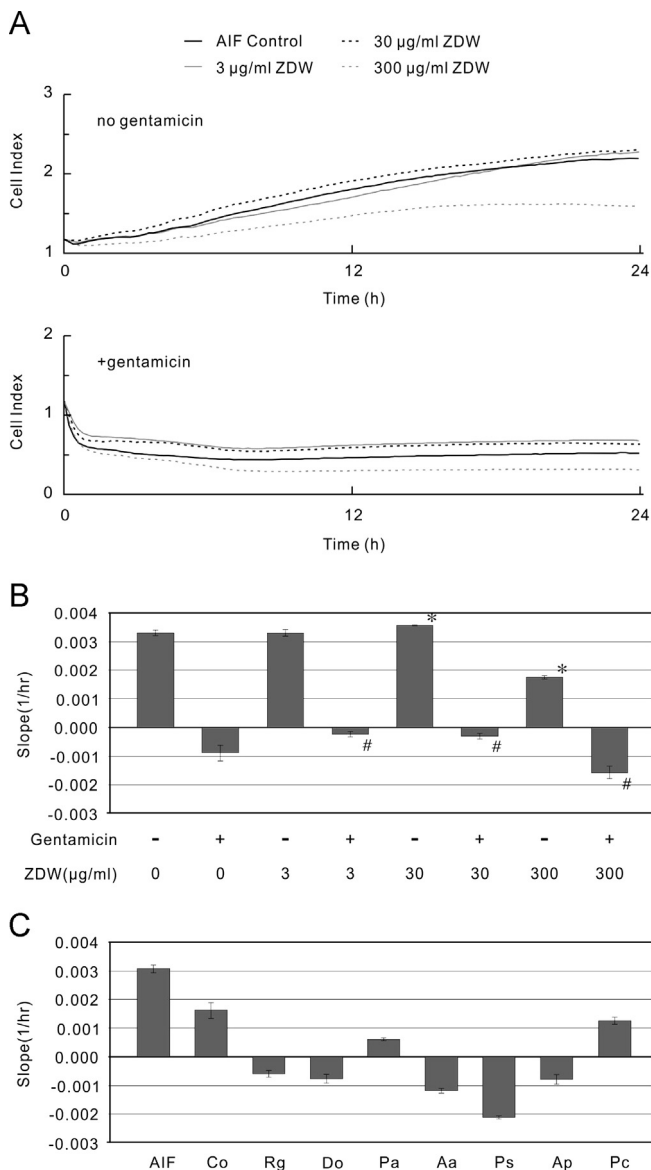 A
AIF Control
30 µg/ml ZDW
3 µg/ml ZDW
300 µg/ml ZDW
3
2
1
no gentamicin
Cell Index
0
12
24
Time (h)
2
1
0
+gentamicin
Cell Index
0
12
24
Time (h)
B
0.004
0.003
0.002
0.001
0.000
-0.001
-0.002
-0.003
Slope(1/hr)
*
*
#
#
#
Gentamicin - + - + - + - +
ZDW(µg/ml) 0 0 3 3 30 30 300 300
C
0.004
0.003
0.002
0.001
0.000
-0.001
-0.002
-0.003
Slope(1/hr)
AIF Co Rg Do Pa Aa Ps Ap Pc